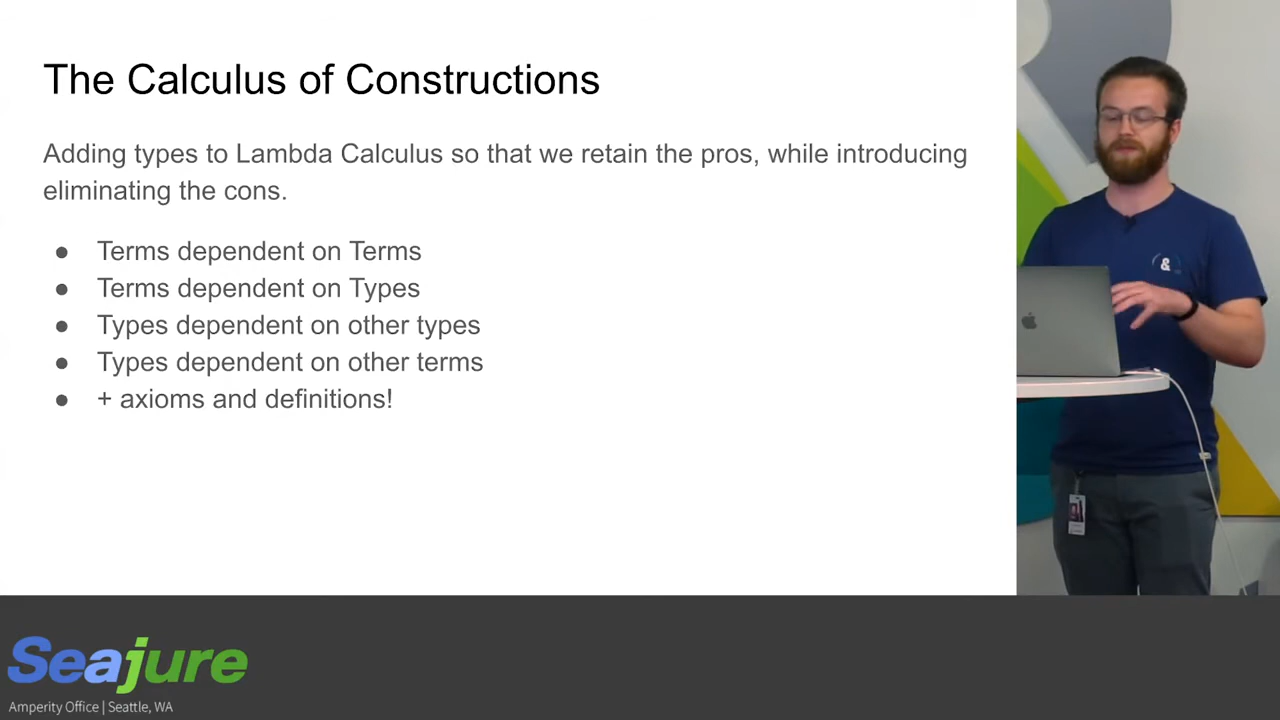 The Calculus of Constructions
Adding types to Lambda Calculus so that we retain the pros, while introducing
eliminating the cons.
● Terms dependent on Terms
● Terms dependent on Types
● Types dependent on other types
● Types dependent on other terms
● + axioms and definitions!
&
Seajure
Amperity Office | Seattle, WA